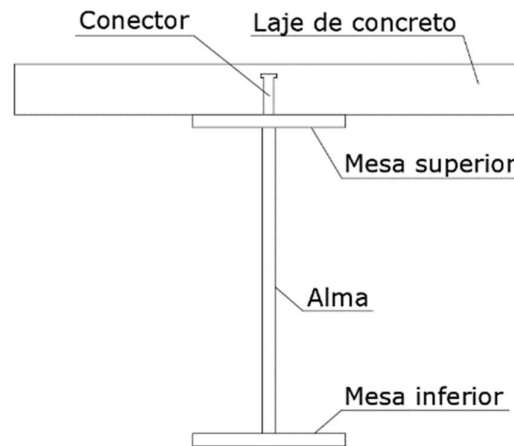 Conector
Laje de concreto
Mesa superior
Alma
Mesa inferior